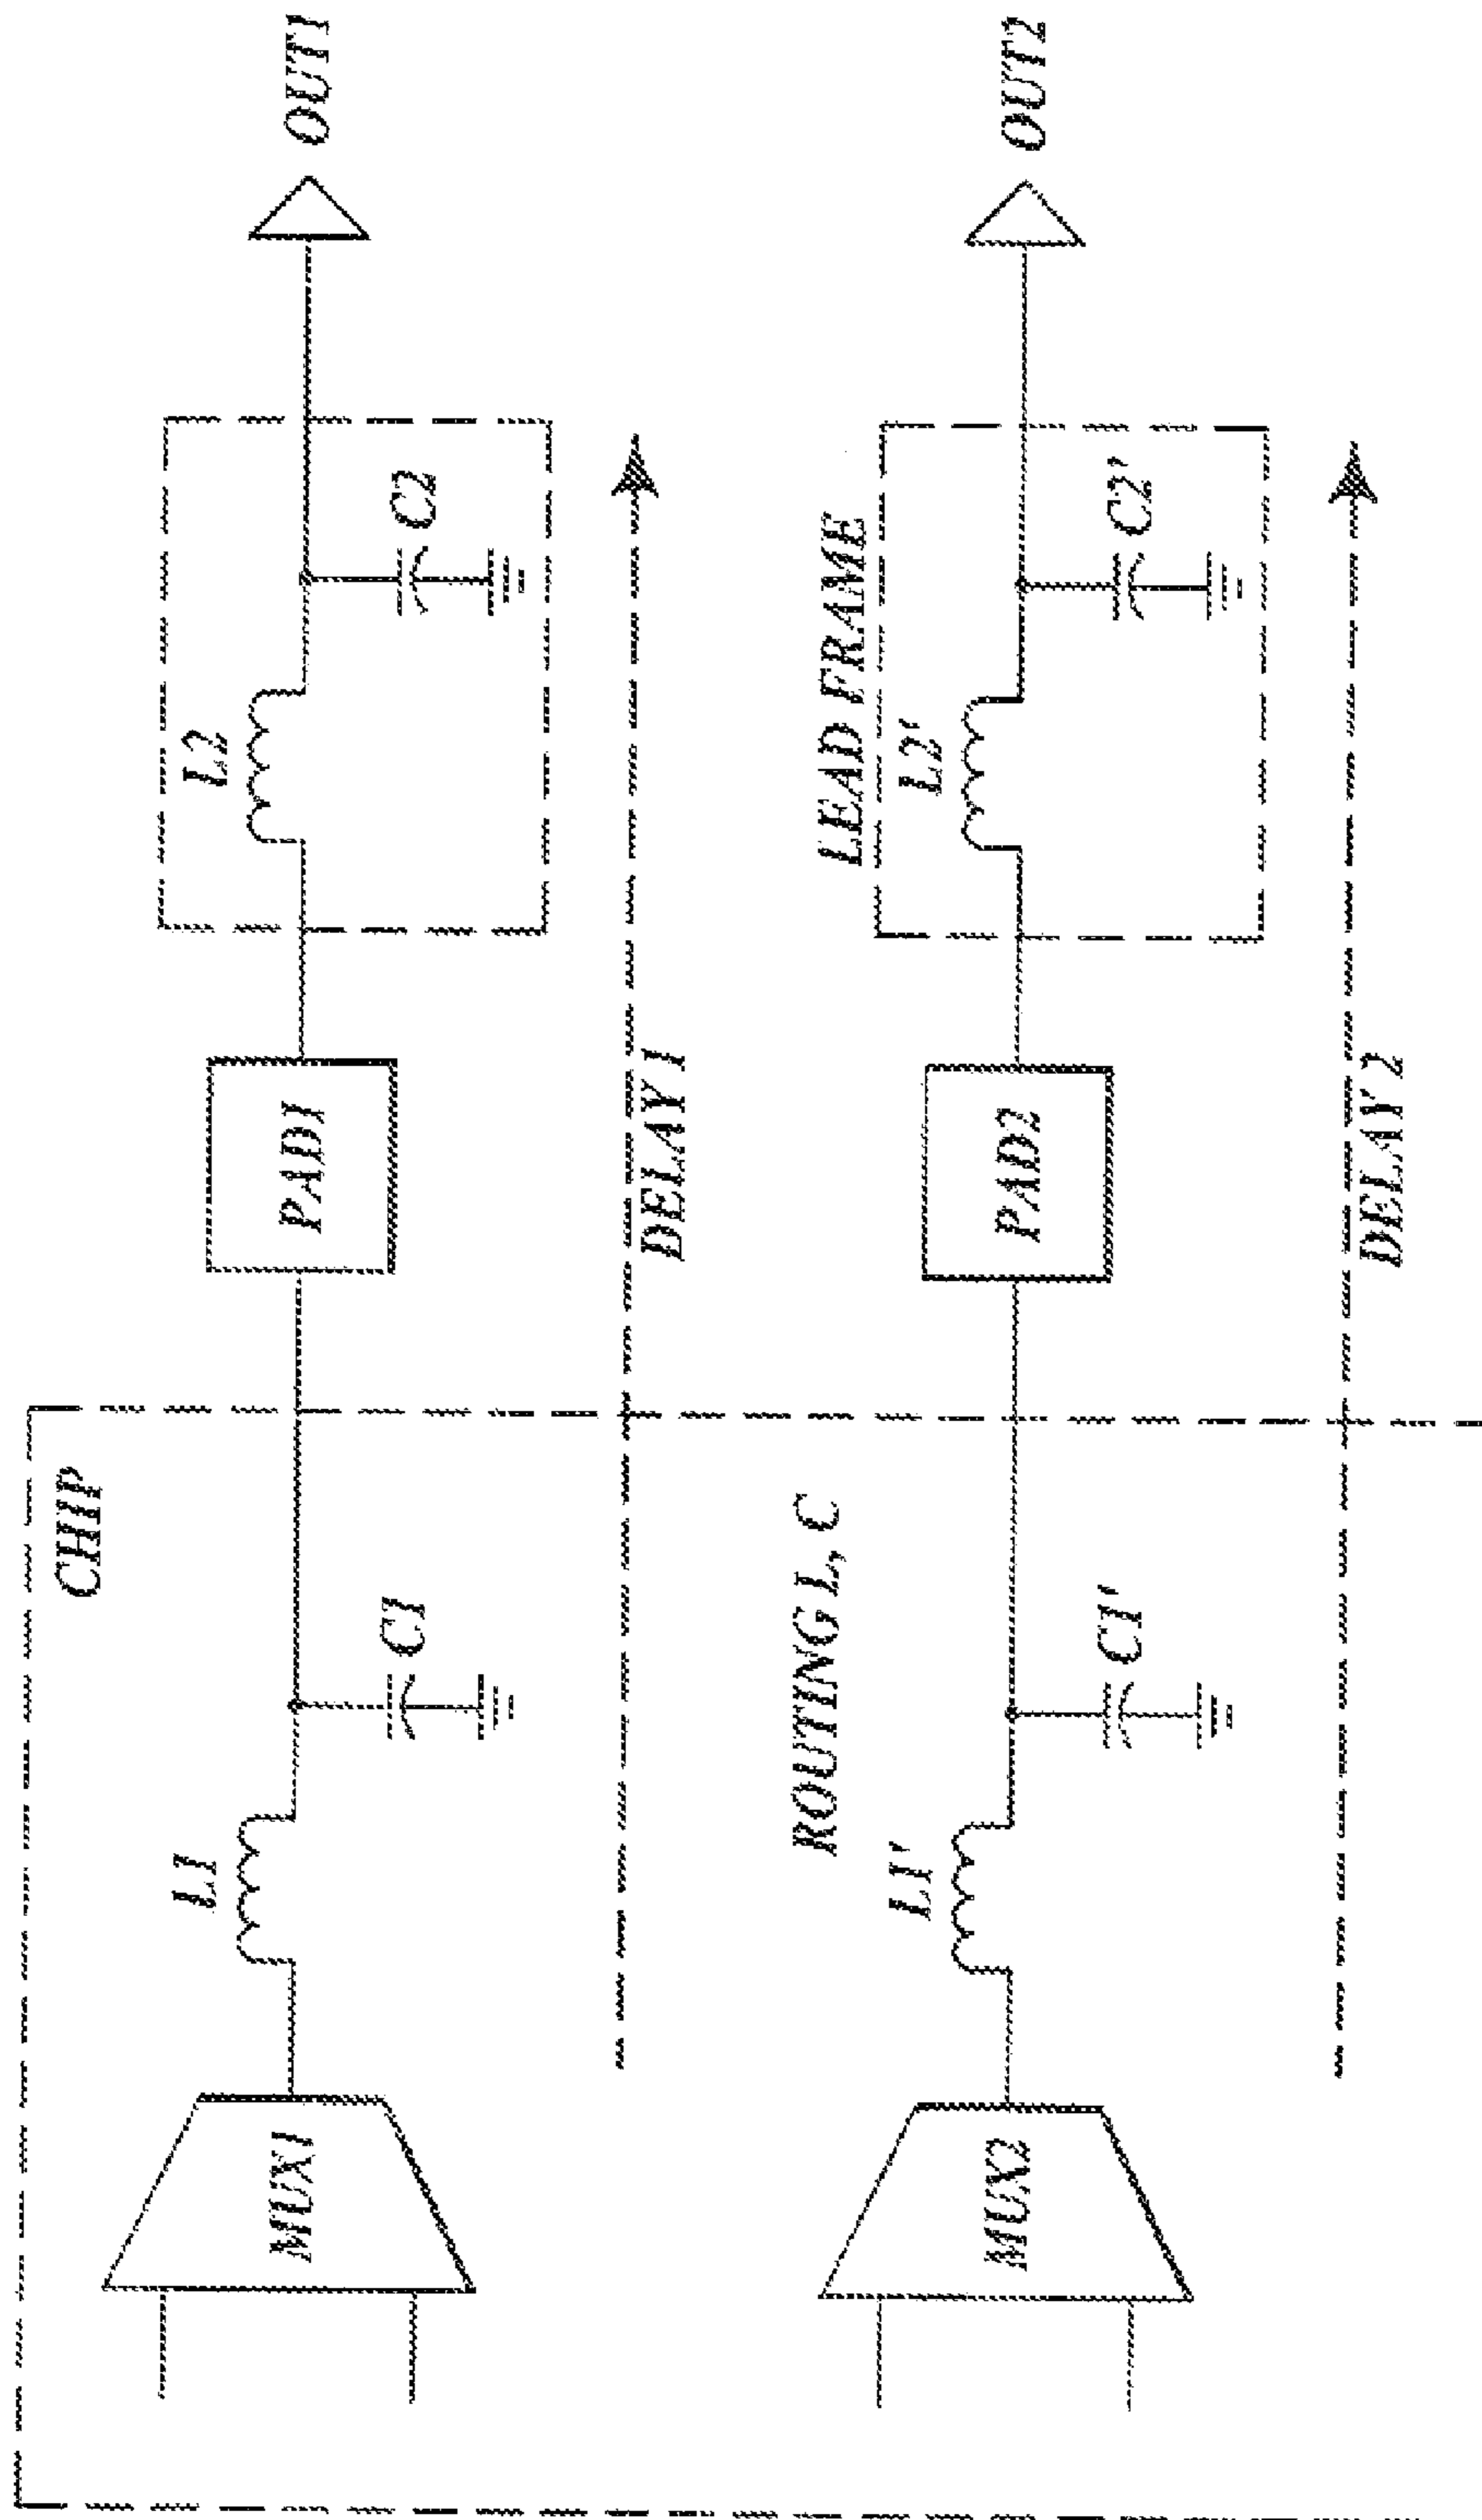 CHIP
MUX1
L1
C1
PAD1
L2
C2
OUT1
DELAY 1
ROUTING L, C
LEAD FRAME
MUX2
L1'
C1'
PAD2
L2'
C2'
OUT2
DELAY 2